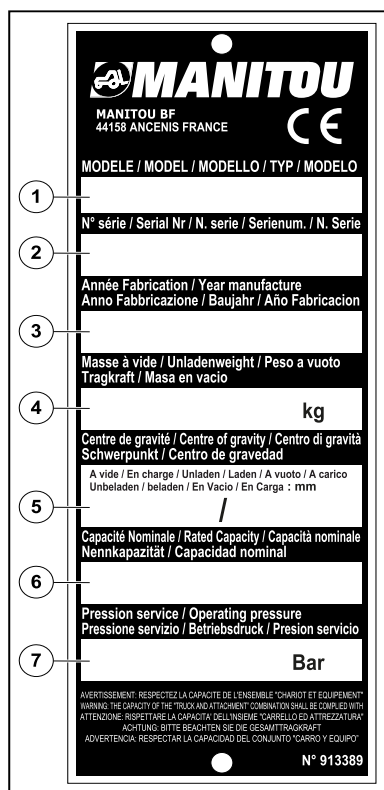 MANITOU
MANITOU BF
44158 ANCENIS FRANCE
CE
MODELE / MODEL / MODELLO / TYP / MODELO
1
N° série / Serial Nr / N. serie / Serienum. / N. Serie
2
Année Fabrication / Year manufacture
Anno Fabbricazione / Baujahr / Año Fabricacion
3
Masse à vide / Unladenweight / Peso a vuoto
Tragkraft / Masa en vacio
4
kg
Centre de gravité / Centre of gravity / Centro di gravità
Schwerpunkt / Centro de gravedad
A vide / En charge / Unladen / Laden / A vuoto / A carico
Unbeladen / beladen / En Vacio / En Carga : mm
5
/
Capacité Nominale / Rated Capacity / Capacità nominale
Nennkapazität / Capacidad nominal
6
Pression service / Operating pressure
Pressione servizio / Betriebsdruck / Presion servicio
7
Bar
AVERTISSEMENT: RESPECTEZ LA CAPACITE DE L'ENSEMBLE "CHARIOT ET EQUIPEMENT"
WARNING: THE CAPACITY OF THE "TRUCK AND ATTACHMENT" COMBINATION SHALL BE COMPLIED WITH
ATTENZIONE: RISPETTARE LA CAPACITA' DELL'INSIEME "CARRELLO ED ATTREZZATURA"
ACHTUNG: BITTE BEACHTEN SIE DIE GESAMTTRAGKRAFT
ADVERTENCIA: RESPECTAR LA CAPACIDAD DEL CONJUNTO "CARRO Y EQUIPO"
N° 913389